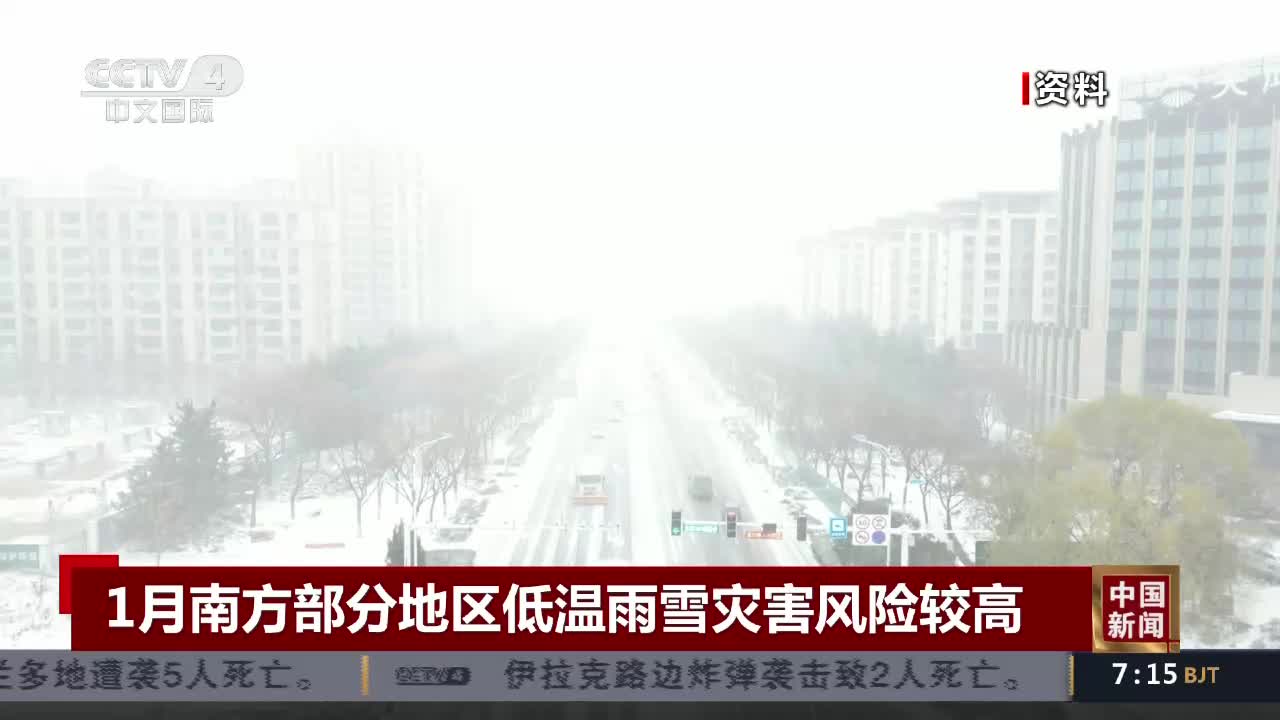 CCTV 4
中文国际
资料
1月南方部分地区低温雨雪灾害风险较高
中国
新闻
兰多地遭袭5人死亡。 CCTV 4 伊拉克路边炸弹袭击致2人死亡。
7:15 BJT